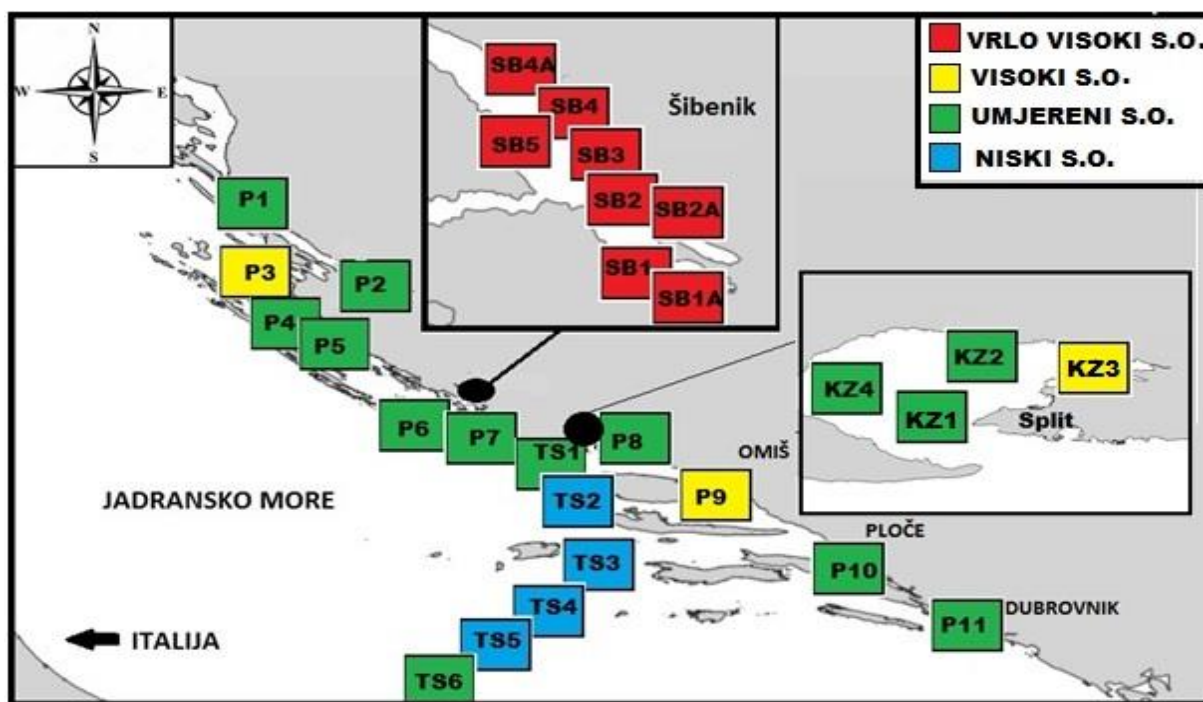 N
W
E
S
VRLO VISOKI S.O.
VISOKI S.O.
UMJERENI S.O.
NISKI S.O.
Šibenik
SB4A
SB4
SB5
SB3
SB2
SB2A
SB1
SB1A
P1
P3
P2
P4
P5
P6
P7
TS1
P8
TS2
P9
OMIŠ
KZ2
KZ3
KZ4
KZ1
Split
JADRANSKO MORE
PLOČE
TS3
P10
TS4
DUBROVNIK
P11
TS5
ITALIJA
TS6